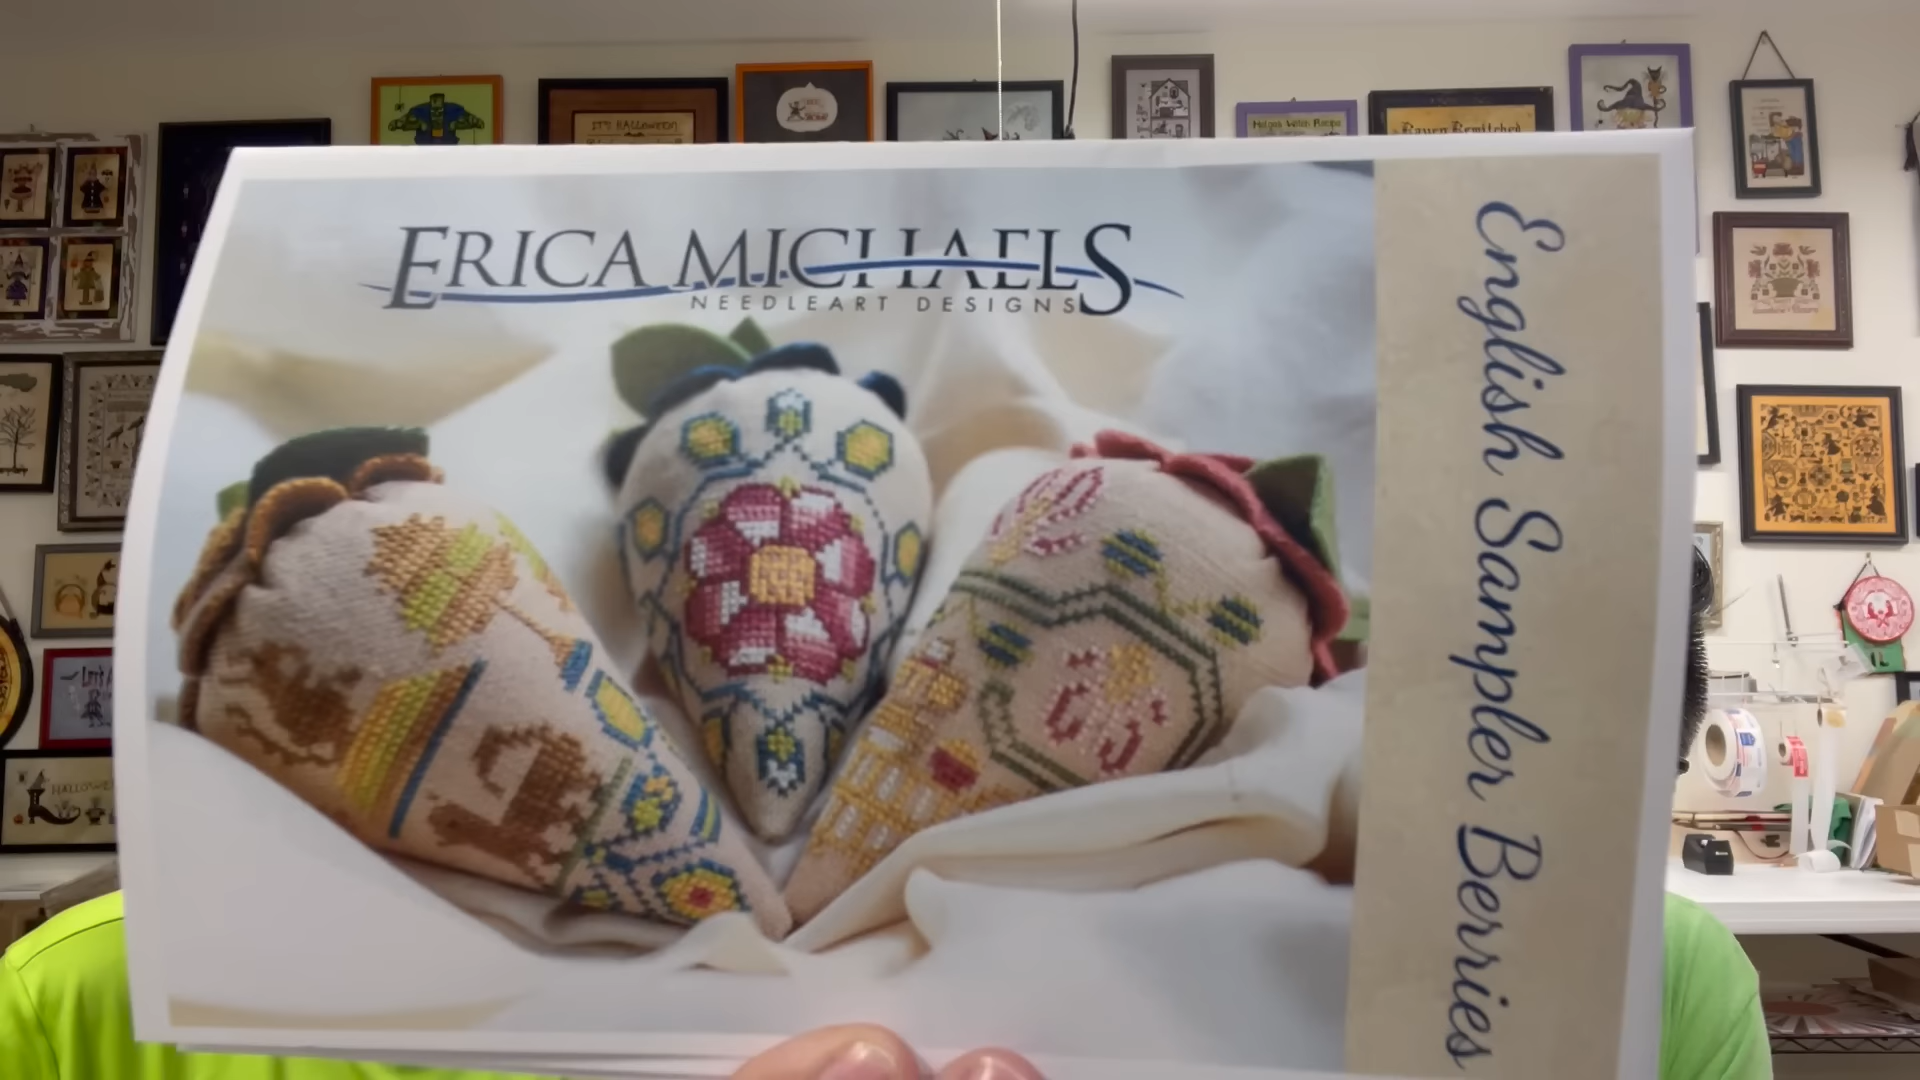 IT'S HALLOWEEN
Raven Bewitched
ERICA MICHAELS
NEEDLEART DESIGNS
English Sampler Berries